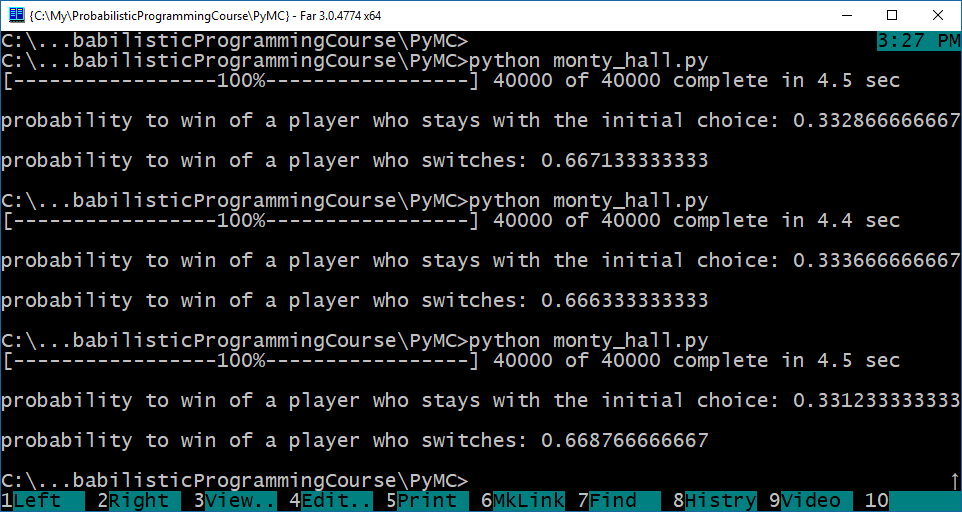 {C:\My\ProbabilisticProgrammingCourse\PyMC} - Far 3.0.4774 x64
C:\...babilisticProgrammingCourse\PyMC> 3:27 PM
C:\...babilisticProgrammingCourse\PyMC>python monty_hall.py
[-----------------100%-----------------] 40000 of 40000 complete in 4.5 sec
probability to win of a player who stays with the initial choice: 0.332866666667
probability to win of a player who switches: 0.667133333333
C:\...babilisticProgrammingCourse\PyMC>python monty_hall.py
[-----------------100%-----------------] 40000 of 40000 complete in 4.4 sec
probability to win of a player who stays with the initial choice: 0.333666666667
probability to win of a player who switches: 0.666333333333
C:\...babilisticProgrammingCourse\PyMC>python monty_hall.py
[-----------------100%-----------------] 40000 of 40000 complete in 4.5 sec
probability to win of a player who stays with the initial choice: 0.331233333333
probability to win of a player who switches: 0.668766666667
C:\...babilisticProgrammingCourse\PyMC> ↑
1Left 2Right 3View.. 4Edit.. 5Print 6MkLink 7Find 8Histry 9Video 10